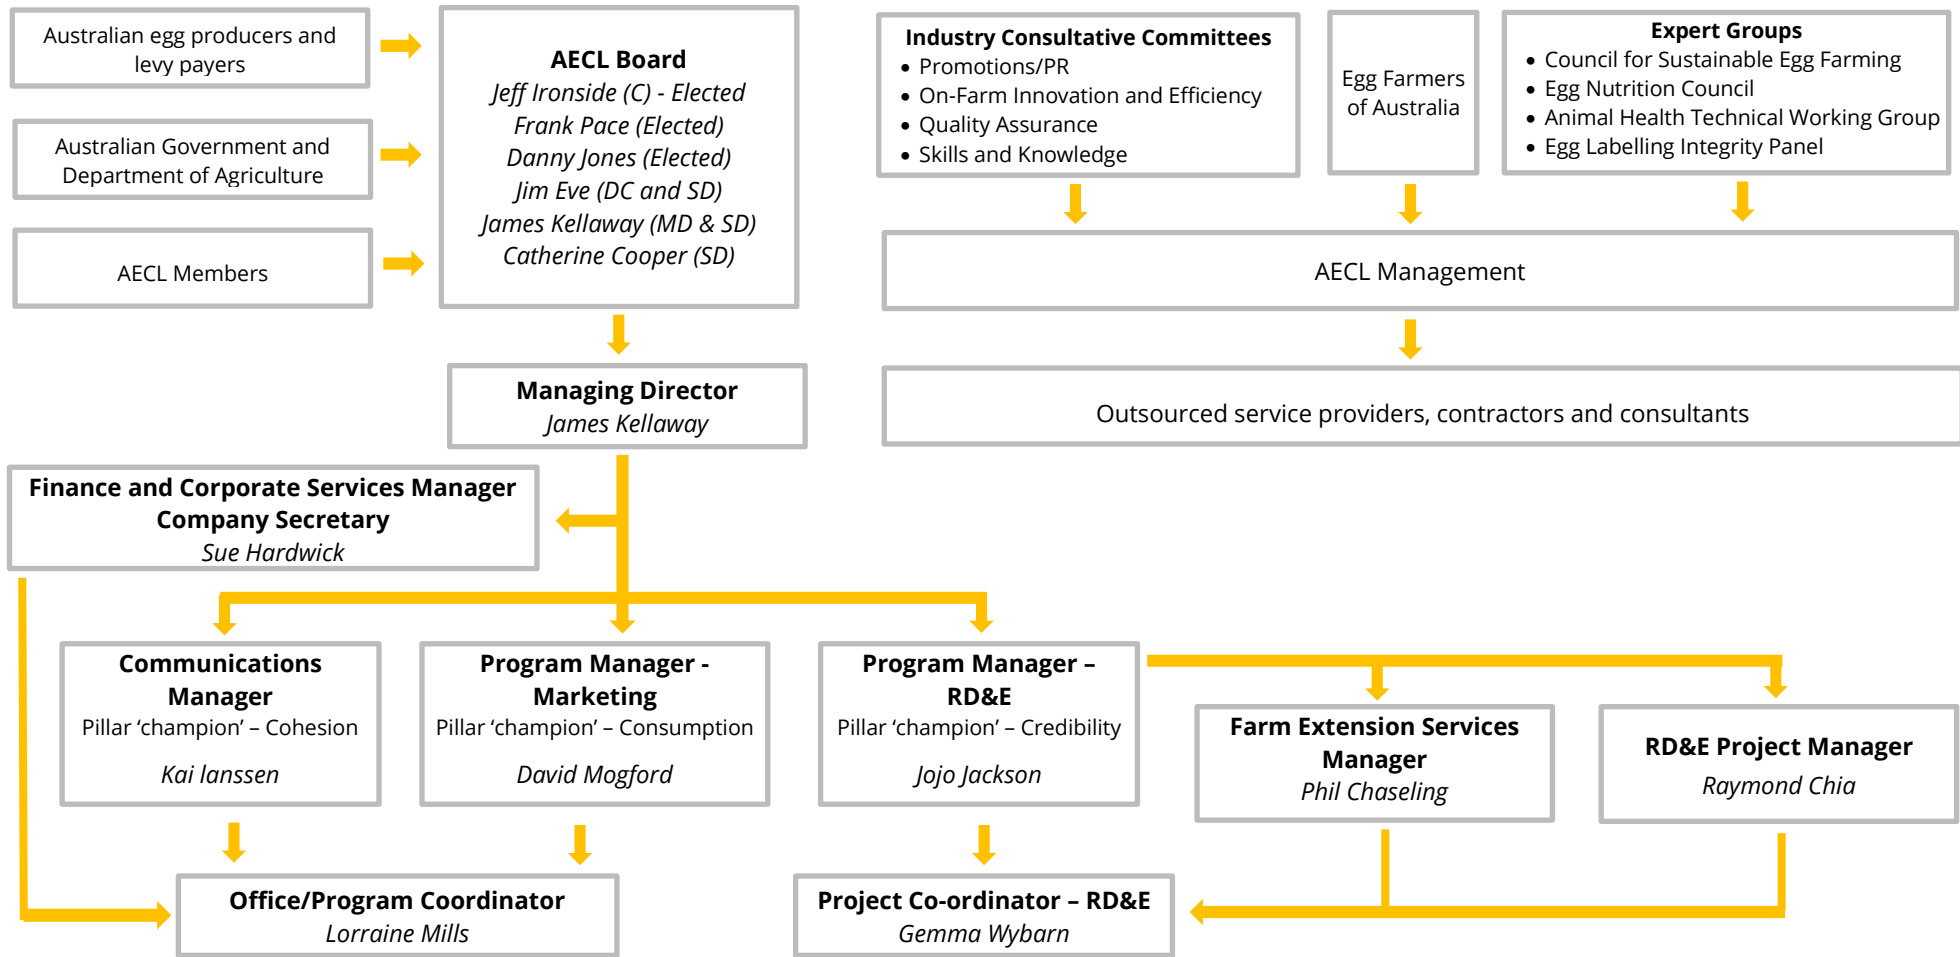 Australian egg producers and
levy payers
Australian Government and
Department of Agriculture
AECL Members
AECL Board
Jeff Ironside (C) - Elected
Frank Pace (Elected)
Danny Jones (Elected)
Jim Eve (DC and SD)
James Kellaway (MD & SD)
Catherine Cooper (SD)
Industry Consultative Committees
• Promotions/PR
• On-Farm Innovation and Efficiency
• Quality Assurance
• Skills and Knowledge
Egg Farmers
of Australia
Expert Groups
• Council for Sustainable Egg Farming
• Egg Nutrition Council
• Animal Health Technical Working Group
• Egg Labelling Integrity Panel
AECL Management
Outsourced service providers, contractors and consultants
Managing Director
James Kellaway
Finance and Corporate Services Manager
Company Secretary
Sue Hardwick
Communications
Manager
Pillar ‘champion’ – Cohesion
Kai Ianssen
Program Manager -
Marketing
Pillar ‘champion’ – Consumption
David Mogford
Program Manager –
RD&E
Pillar ‘champion’ – Credibility
Jojo Jackson
Farm Extension Services
Manager
Phil Chaseling
RD&E Project Manager
Raymond Chia
Office/Program Coordinator
Lorraine Mills
Project Co-ordinator – RD&E
Gemma Wybarn